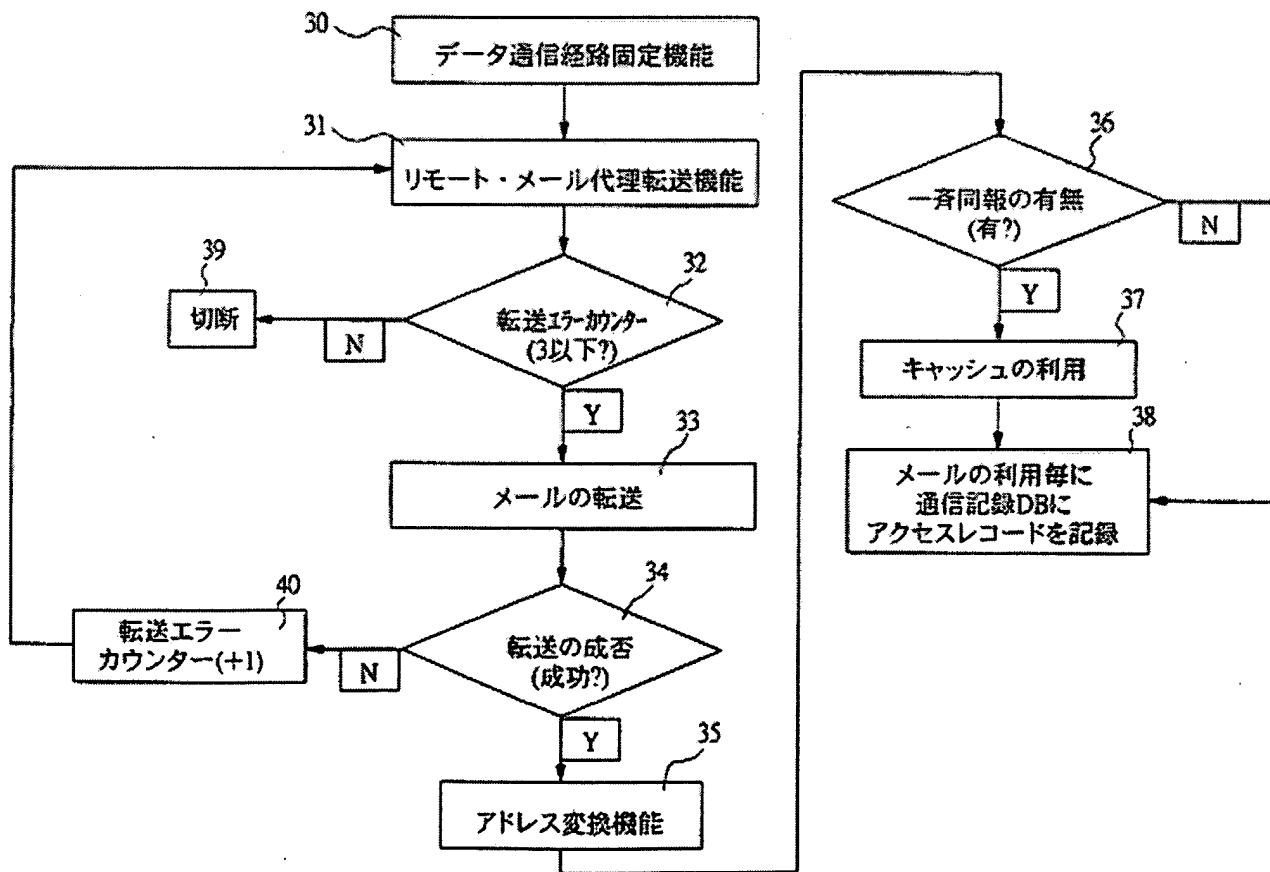 30
データ通信経路固定機能
31
リモート・メール代理転送機能
32
転送エラーカウンター
(3以下?)
N
39
切断
Y
33
メールの転送
34
転送の成否
(成功?)
N
40
転送エラー
カウンター(+1)
Y
35
アドレス変換機能
36
一斉同報の有無
(有?)
N
Y
37
キャッシュの利用
38
メールの利用毎に
通信記録DBに
アクセスレコードを記録